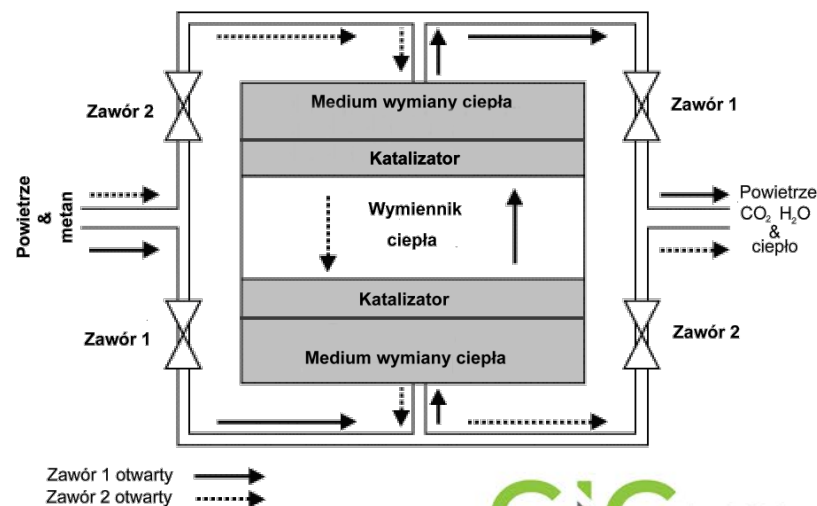 Zawór 2
Medium wymiany ciepła
Zawór 1
Katalizator
Powietrze
&
metan
Wymiennik
ciepła
Powietrze
CO₂ H₂O
&
ciepło
Katalizator
Zawór 1
Medium wymiany ciepła
Zawór 2
Zawór 1 otwarty
Zawór 2 otwarty